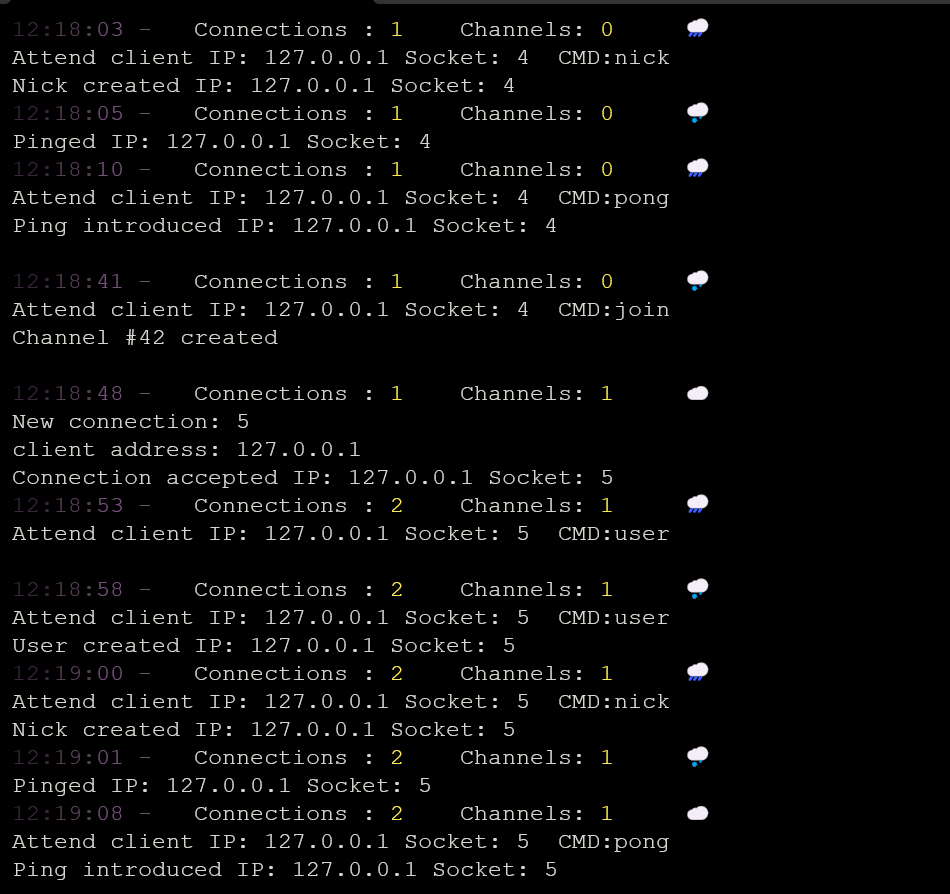 12:18:03 -   Connections : 1    Channels: 0
Attend client IP: 127.0.0.1 Socket: 4  CMD:nick
Nick created IP: 127.0.0.1 Socket: 4
12:18:05 -   Connections : 1    Channels: 0
Pinged IP: 127.0.0.1 Socket: 4
12:18:10 -   Connections : 1    Channels: 0
Attend client IP: 127.0.0.1 Socket: 4  CMD:pong
Ping introduced IP: 127.0.0.1 Socket: 4
12:18:41 -   Connections : 1    Channels: 0
Attend client IP: 127.0.0.1 Socket: 4  CMD:join
Channel #42 created
12:18:48 -   Connections : 1    Channels: 1
New connection: 5
client address: 127.0.0.1
Connection accepted IP: 127.0.0.1 Socket: 5
12:18:53 -   Connections : 2    Channels: 1
Attend client IP: 127.0.0.1 Socket: 5  CMD:user
12:18:58 -   Connections : 2    Channels: 1
Attend client IP: 127.0.0.1 Socket: 5  CMD:user
User created IP: 127.0.0.1 Socket: 5
12:19:00 -   Connections : 2    Channels: 1
Attend client IP: 127.0.0.1 Socket: 5  CMD:nick
Nick created IP: 127.0.0.1 Socket: 5
12:19:01 -   Connections : 2    Channels: 1
Pinged IP: 127.0.0.1 Socket: 5
12:19:08 -   Connections : 2    Channels: 1
Attend client IP: 127.0.0.1 Socket: 5  CMD:pong
Ping introduced IP: 127.0.0.1 Socket: 5